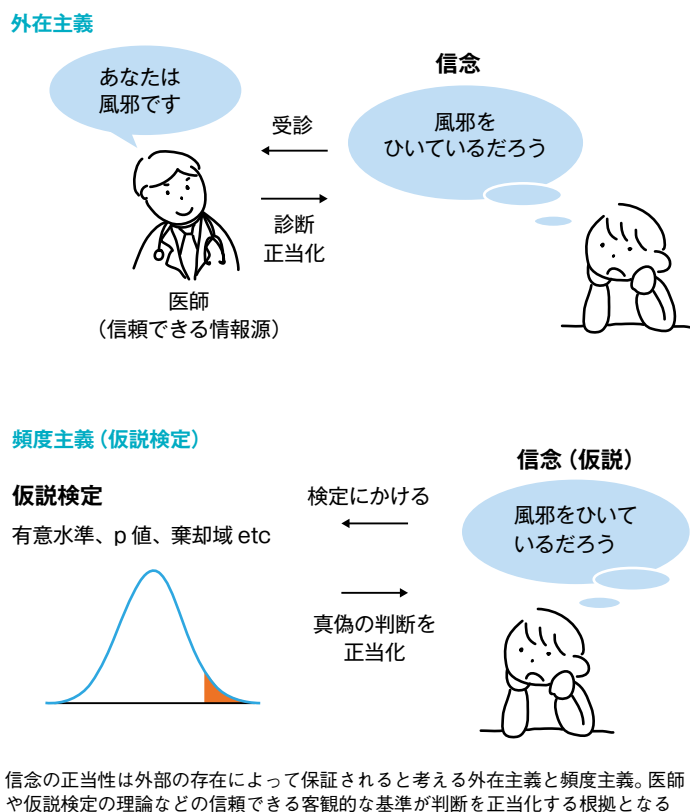 外在主義
あなたは
風邪です
受診
診断
正当化
医師
（信頼できる情報源）
信念
風邪を
ひいているだろう
頻度主義（仮説検定）
仮説検定
有意水準、p 値、棄却域 etc
検定にかける
真偽の判断を
正当化
信念（仮説）
風邪をひいて
いるだろう
信念の正当性は外部の存在によって保証されると考える外在主義と頻度主義。医師
や仮説検定の理論などの信頼できる客観的な基準が判断を正当化する根拠となる